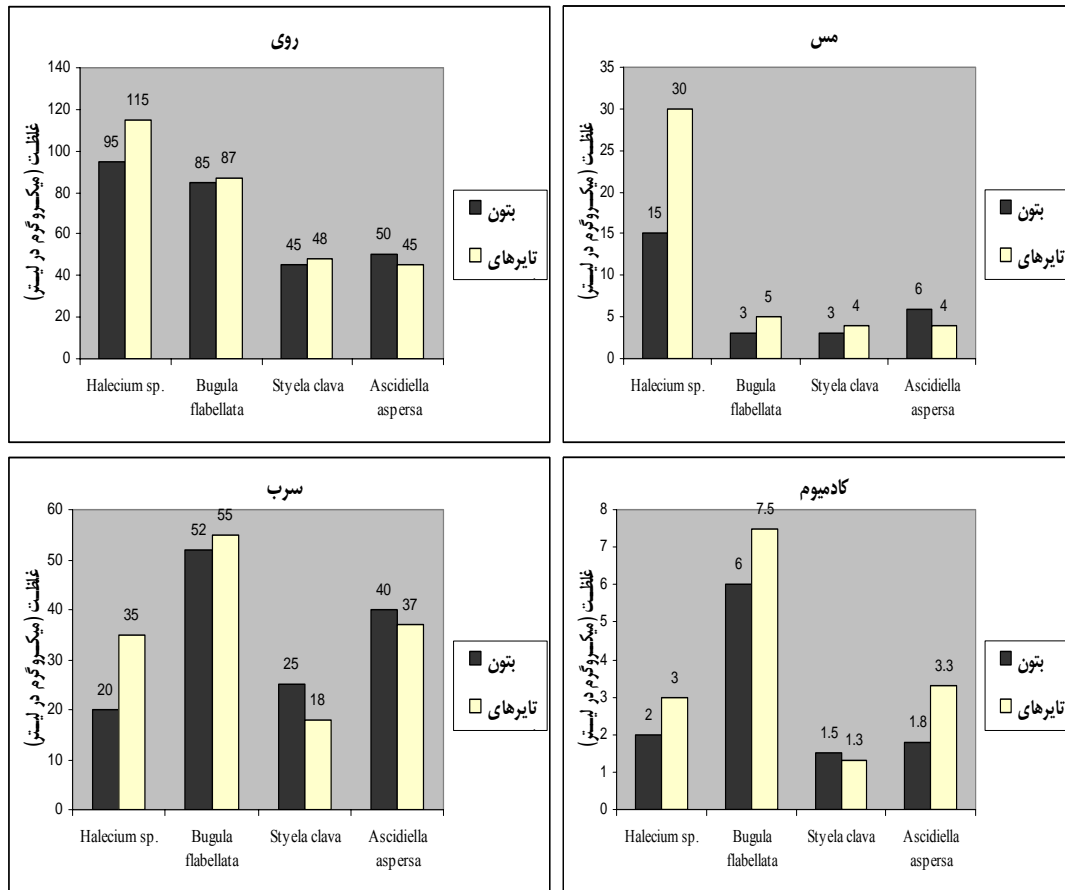 روی
غلظت (میکروگرم در لیتر)
140
120
100
80
60
40
20
0
95
115
85
87
45
48
50
45
Halecium sp.
Bugula
flabellata
Styela clava
Ascidiella
aspersa
بتون
تایرهای
مس
غلظت (میکروگرم در لیتر)
35
30
25
20
15
10
5
0
15
30
3
5
3
4
6
4
Halecium sp.
Bugula
flabellata
Styela clava
Ascidiella
aspersa
بتون
تایرهای
سرب
غلظت (میکروگرم در لیتر)
60
50
40
30
20
10
0
20
35
52
55
25
18
40
37
Halecium sp.
Bugula
flabellata
Styela clava
Ascidiella
aspersa
بتون
تایرهای
کادمیوم
غلظت (میکروگرم در لیتر)
8
7
6
5
4
3
2
1
0
2
3
6
7.5
1.5
1.3
1.8
3.3
Halecium sp.
Bugula
flabellata
Styela clava
Ascidiella
aspersa
بتون
تایرهای